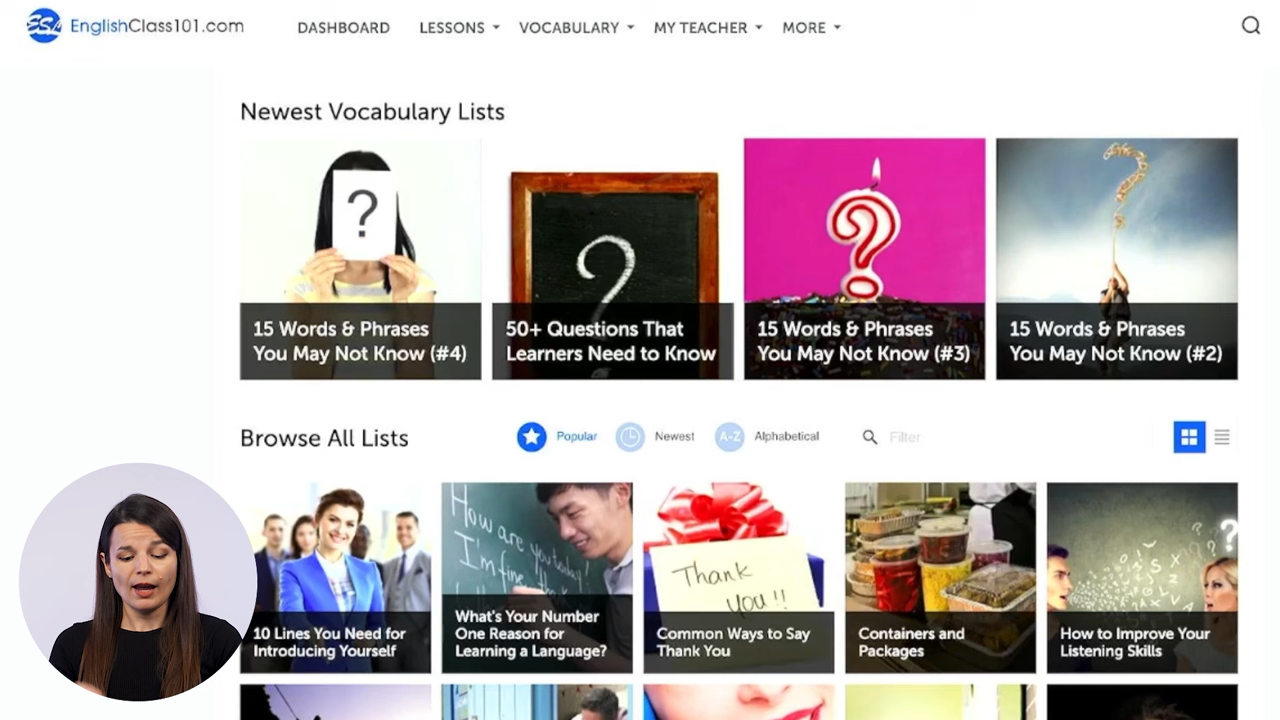 ESL EnglishClass101.com DASHBOARD LESSONS VOCABULARY MY TEACHER MORE
Newest Vocabulary Lists
?
?
?
?
15 Words & Phrases
You May Not Know (#4)
50+ Questions That
Learners Need to Know
15 Words & Phrases
You May Not Know (#3)
15 Words & Phrases
You May Not Know (#2)
Browse All Lists
Popular
Newest
A-Z Alphabetical
Filter
10 Lines You Need for
Introducing Yourself
How are you today?
I'm fine,
What's Your Number
One Reason for
Learning a Language?
Thank
you!!
Common Ways to Say
Thank You
Containers and
Packages
How to Improve Your
Listening Skills